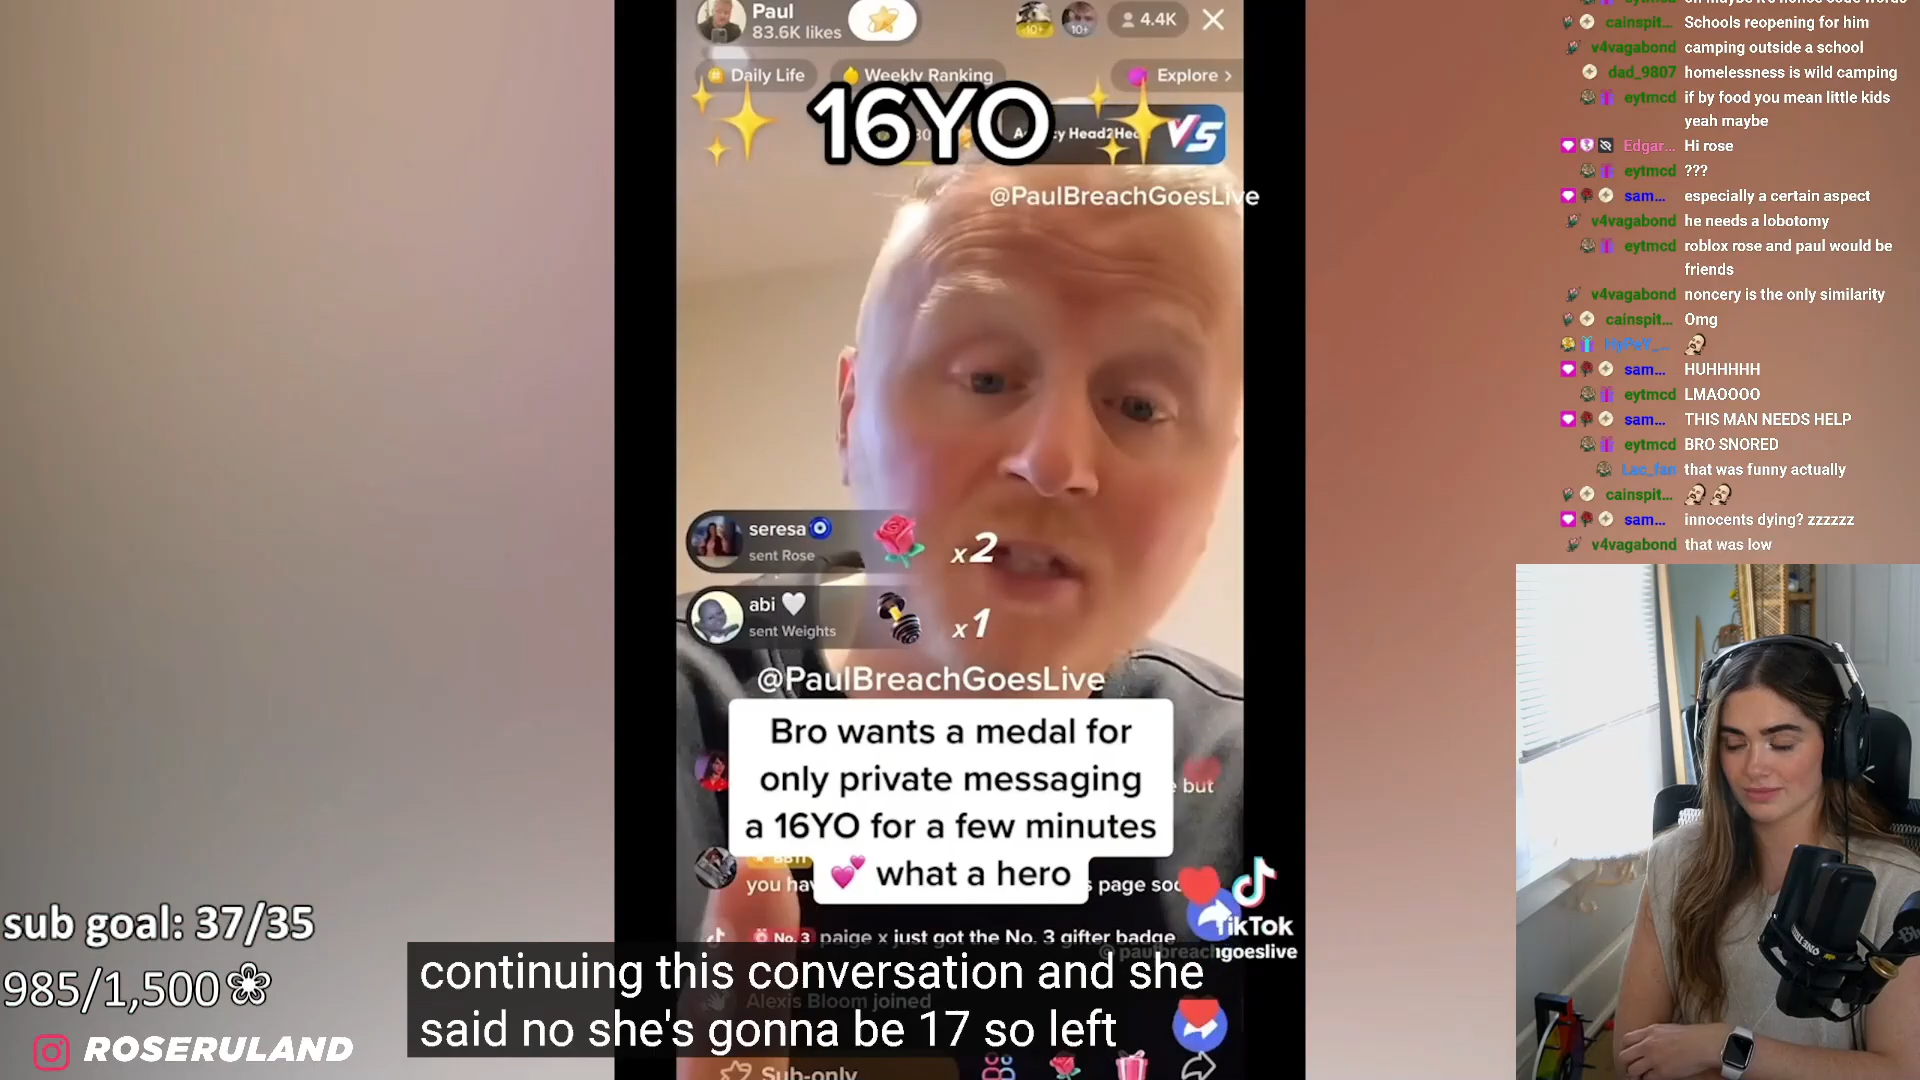 Paul
83.6K likes
10+
10+
4.4K
Daily Life
Weekly Ranking
Explore >
16YO
cy Head2He
VS
@PaulBreachGoesLive
seresa
sent Rose
x2
abi
sent Weights
x1
@PaulBreachGoesLive
Bro wants a medal for
only private messaging
a 16YO for a few minutes
what a hero
but
you ha
page soc
TikTok
@paulbreachgoeslive
No. 3 paige x just got the No. 3 gifter badge
Alexis Bloom joined
continuing this conversation and she
said no she's gonna be 17 so left
Sub-only
sub goal: 37/35
985/1,500
ROSERULAND
cainspit... Schools reopening for him
v4vagabond camping outside a school
dad_9807 homelessness is wild camping
eytmcd if by food you mean little kids
yeah maybe
Edgar... Hi rose
eytmcd ???
sam... especially a certain aspect
v4vagabond he needs a lobotomy
eytmcd roblox rose and paul would be
friends
v4vagabond noncery is the only similarity
cainspit... Omg
HyPeY_...
sam... HUHHHHH
eytmcd LMAOOOO
sam... THIS MAN NEEDS HELP
eytmcd BRO SNORED
Lac_fan that was funny actually
cainspit...
sam... innocents dying? zzzzzz
v4vagabond that was low